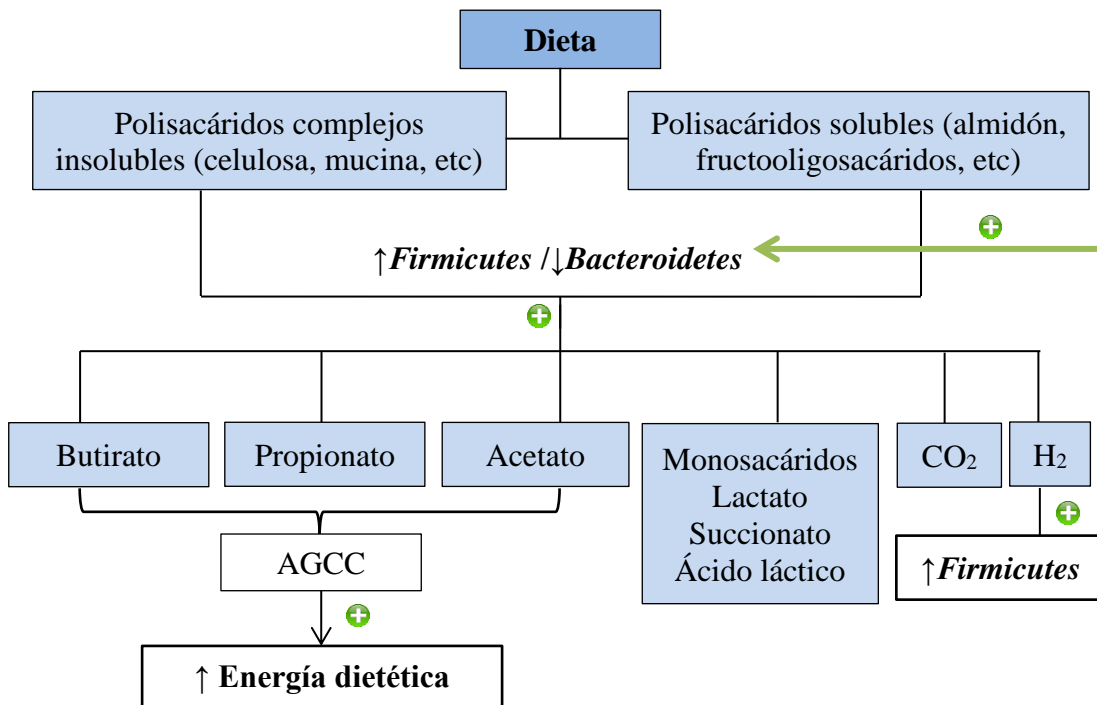 Dieta
Polisacáridos complejos
insolubles (celulosa, mucina, etc)
Polisacáridos solubles (almidón,
fructooligosacáridos, etc)
↑Firmicutes /↓Bacteroidetes
Butirato
Propionato
Acetato
Monosacáridos
Lactato
Succionato
Ácido láctico
CO₂
H₂
AGCC
↑Firmicutes
↑ Energía dietética